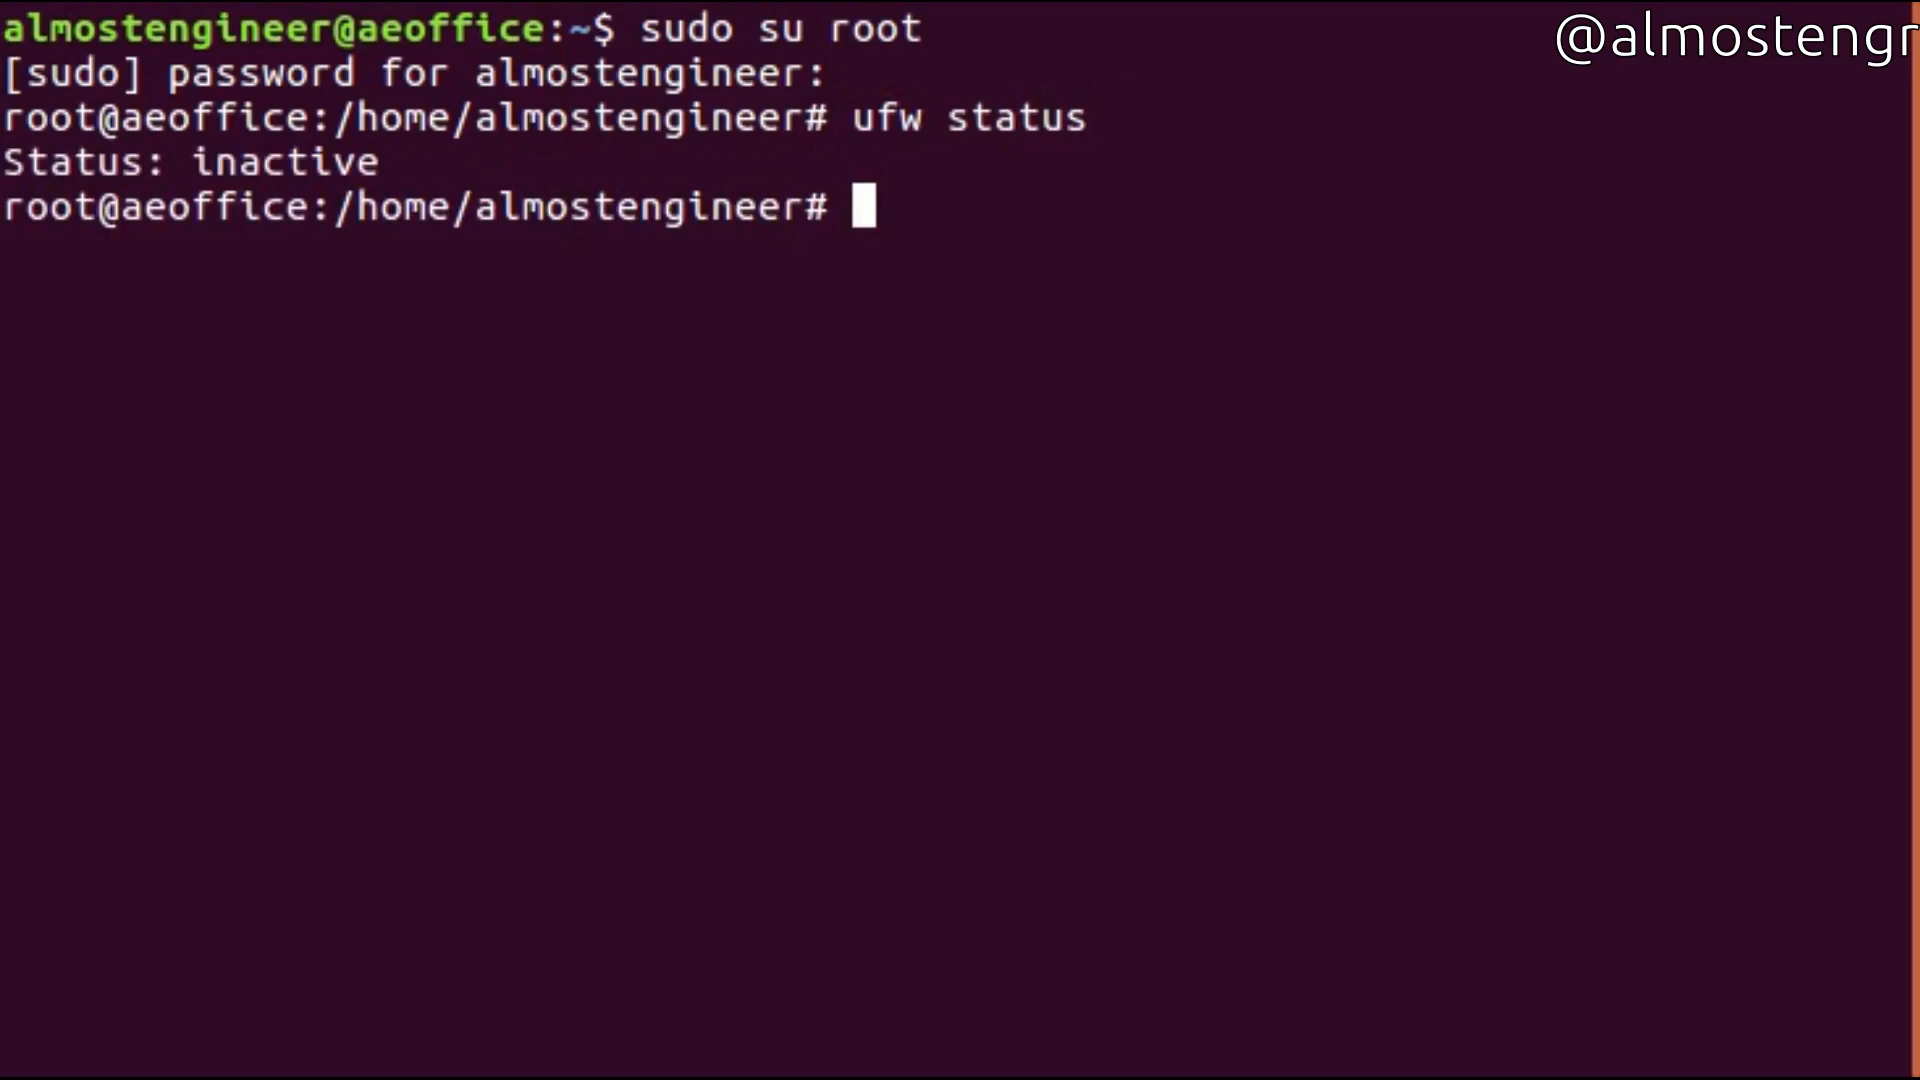 almostengineer@aeoffice:~$ sudo su root
@almostengr
[sudo] password for almostengineer:
root@aeoffice:/home/almostengineer# ufw status
Status: inactive
root@aeoffice:/home/almostengineer#